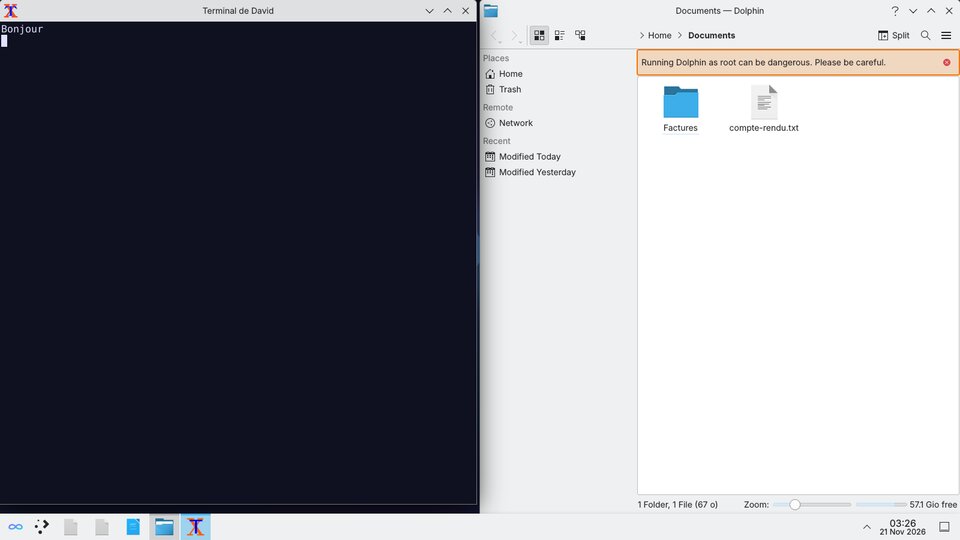 Terminal de David
Bonjour
Documents — Dolphin
Home
Documents
Split
Places
Home
Trash
Remote
Network
Recent
Modified Today
Modified Yesterday
Running Dolphin as root can be dangerous. Please be careful.
Factures
compte-rendu.txt
1 Folder, 1 File (67 o)
Zoom:
57.1 Gio free
03:26
21 Nov 2026